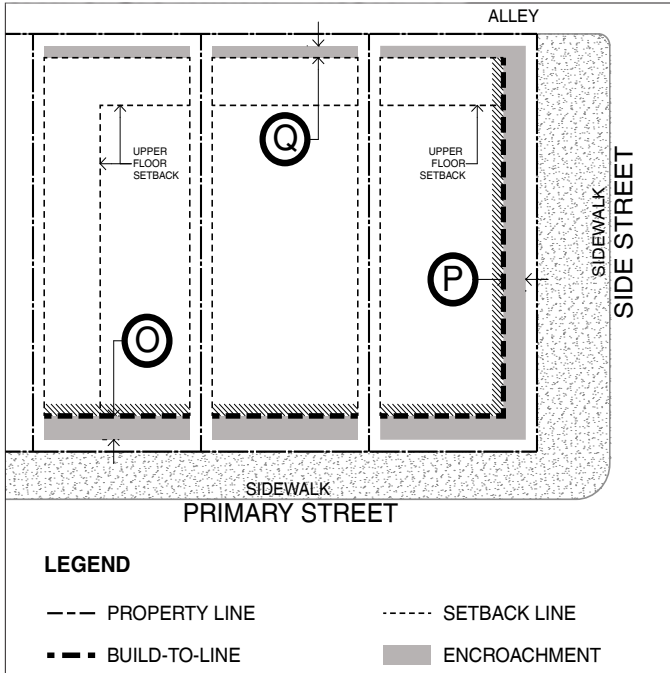 ALLEY
Q
UPPER
FLOOR
SETBACK
UPPER
FLOOR
SETBACK
P
O
SIDEWALK
SIDE STREET
SIDEWALK
PRIMARY STREET
LEGEND
PROPERTY LINE
SETBACK LINE
BUILD-TO-LINE
ENCROACHMENT